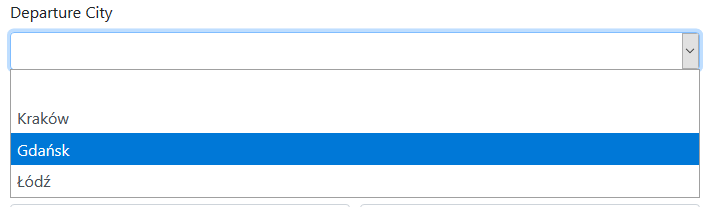 Departure City
Kraków
Gdańsk
Łódź